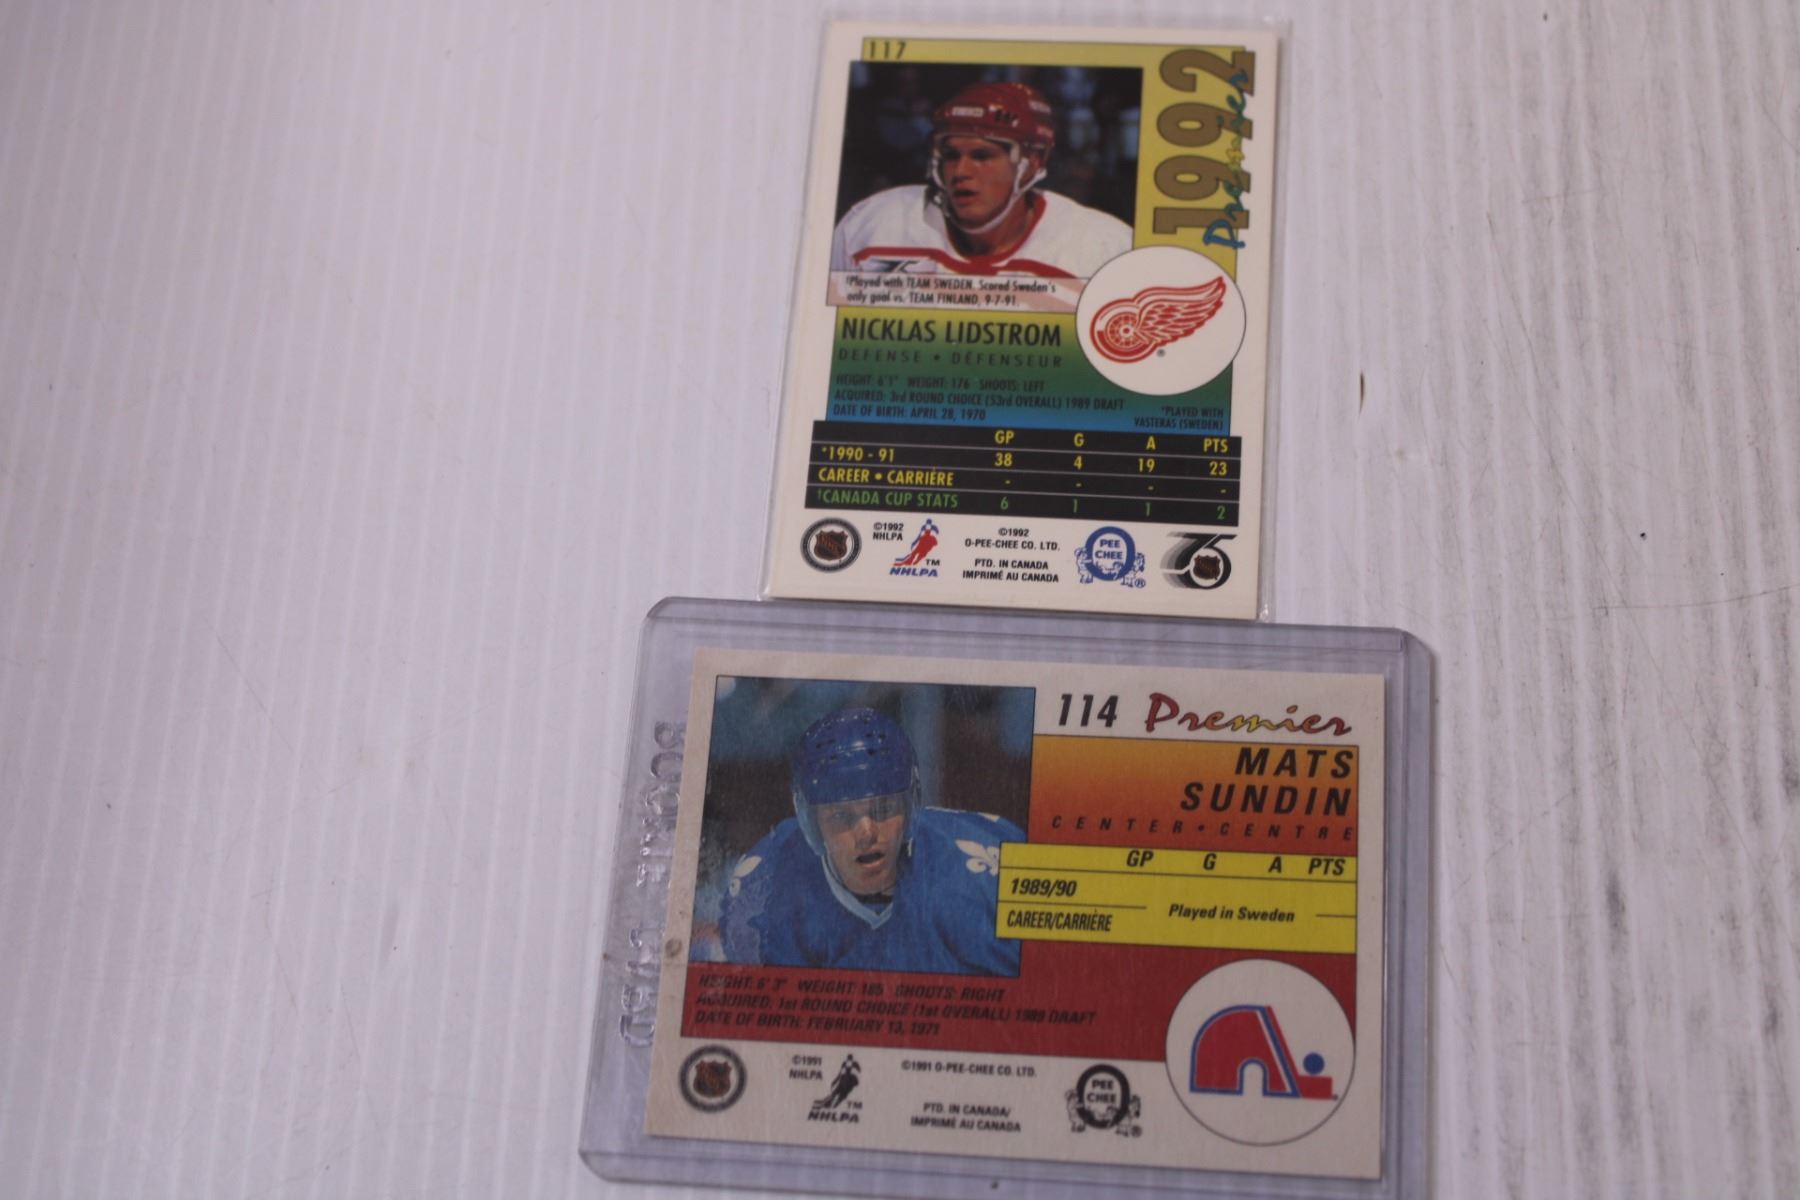 117
1992
Premier
†Played with TEAM SWEDEN. Scored Sweden's
only goal vs. TEAM FINLAND, 9-7-91.
NICKLAS LIDSTROM
DEFENSE • DÉFENSEUR
HEIGHT: 6'1" WEIGHT: 176 SHOOTS: LEFT
ACQUIRED: 3rd ROUND CHOICE (53rd OVERALL) 1989 DRAFT
DATE OF BIRTH: APRIL 28, 1970
*PLAYED WITH
VASTERAS (SWEDEN)
GP G A PTS
*1990 - 91 38 4 19 23
CAREER • CARRIÈRE - - - -
†CANADA CUP STATS 6 1 1 2
©1992
NHLPA
NHLPA TM
©1992
O-PEE-CHEE CO. LTD.
PTD. IN CANADA
IMPRIMÉ AU CANADA
O
PEE
CHEE
®
75
114 Premier
MATS
SUNDIN
CENTER • CENTRE
GP G A PTS
1989/90
CAREER/CARRIÈRE
Played in Sweden
HEIGHT: 6' 3" WEIGHT: 185 SHOOTS: RIGHT
ACQUIRED: 1st ROUND CHOICE (1st OVERALL) 1989 DRAFT
DATE OF BIRTH: FEBRUARY 13, 1971
©1991
NHLPA
NHLPA TM
©1991 O-PEE-CHEE CO. LTD.
PTD. IN CANADA/
IMPRIMÉ AU CANADA
O
PEE
CHEE
®